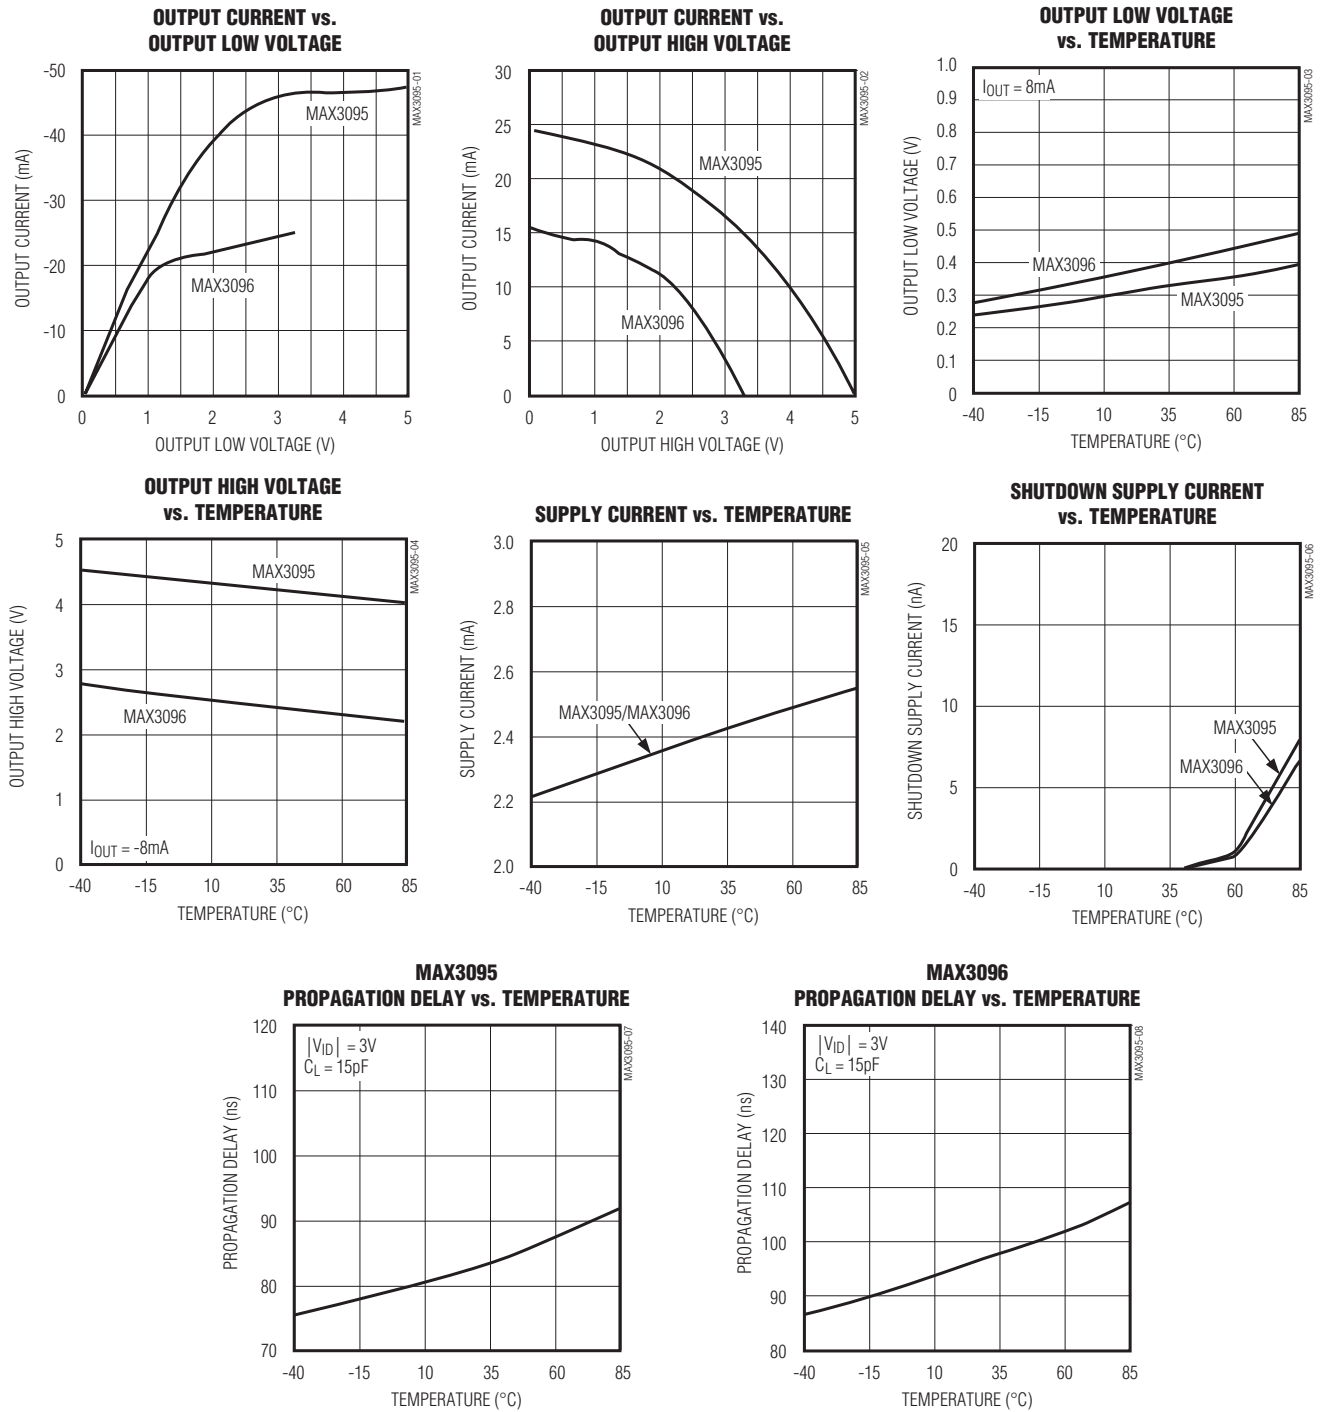 OUTPUT CURRENT vs.
OUTPUT LOW VOLTAGE
-50
-40
-30
-20
-10
0
OUTPUT CURRENT (mA)
MAX3095
MAX3096
0 1 2 3 4 5
OUTPUT LOW VOLTAGE (V)
MAX3095-01
OUTPUT CURRENT vs.
OUTPUT HIGH VOLTAGE
30
25
20
15
10
5
0
OUTPUT CURRENT (mA)
MAX3095
MAX3096
0 1 2 3 4 5
OUTPUT HIGH VOLTAGE (V)
MAX3095-02
OUTPUT LOW VOLTAGE
vs. TEMPERATURE
1.0
0.9
0.8
0.7
0.6
0.5
0.4
0.3
0.2
0.1
0
OUTPUT LOW VOLTAGE (V)
IOUT = 8mA
MAX3096
MAX3095
-40 -15 10 35 60 85
TEMPERATURE (°C)
MAX3095-03
OUTPUT HIGH VOLTAGE
vs. TEMPERATURE
5
4
3
2
1
0
OUTPUT HIGH VOLTAGE (V)
MAX3095
MAX3096
IOUT = -8mA
-40 -15 10 35 60 85
TEMPERATURE (°C)
MAX3095-04
SUPPLY CURRENT vs. TEMPERATURE
3.0
2.8
2.6
2.4
2.2
2.0
SUPPLY CURRENT (mA)
MAX3095/MAX3096
-40 -15 10 35 60 85
TEMPERATURE (°C)
MAX3095-05
SHUTDOWN SUPPLY CURRENT
vs. TEMPERATURE
20
15
10
5
0
SHUTDOWN SUPPLY CURRENT (nA)
MAX3095
MAX3096
-40 -15 10 35 60 85
TEMPERATURE (°C)
MAX3095-06
MAX3095
PROPAGATION DELAY vs. TEMPERATURE
120
110
100
90
80
70
PROPAGATION DELAY (ns)
|VID| = 3V
CL = 15pF
-40 -15 10 35 60 85
TEMPERATURE (°C)
MAX3095-07
MAX3096
PROPAGATION DELAY vs. TEMPERATURE
140
130
120
110
100
90
80
PROPAGATION DELAY (ns)
|VID| = 3V
CL = 15pF
-40 -15 10 35 60 85
TEMPERATURE (°C)
MAX3095-08